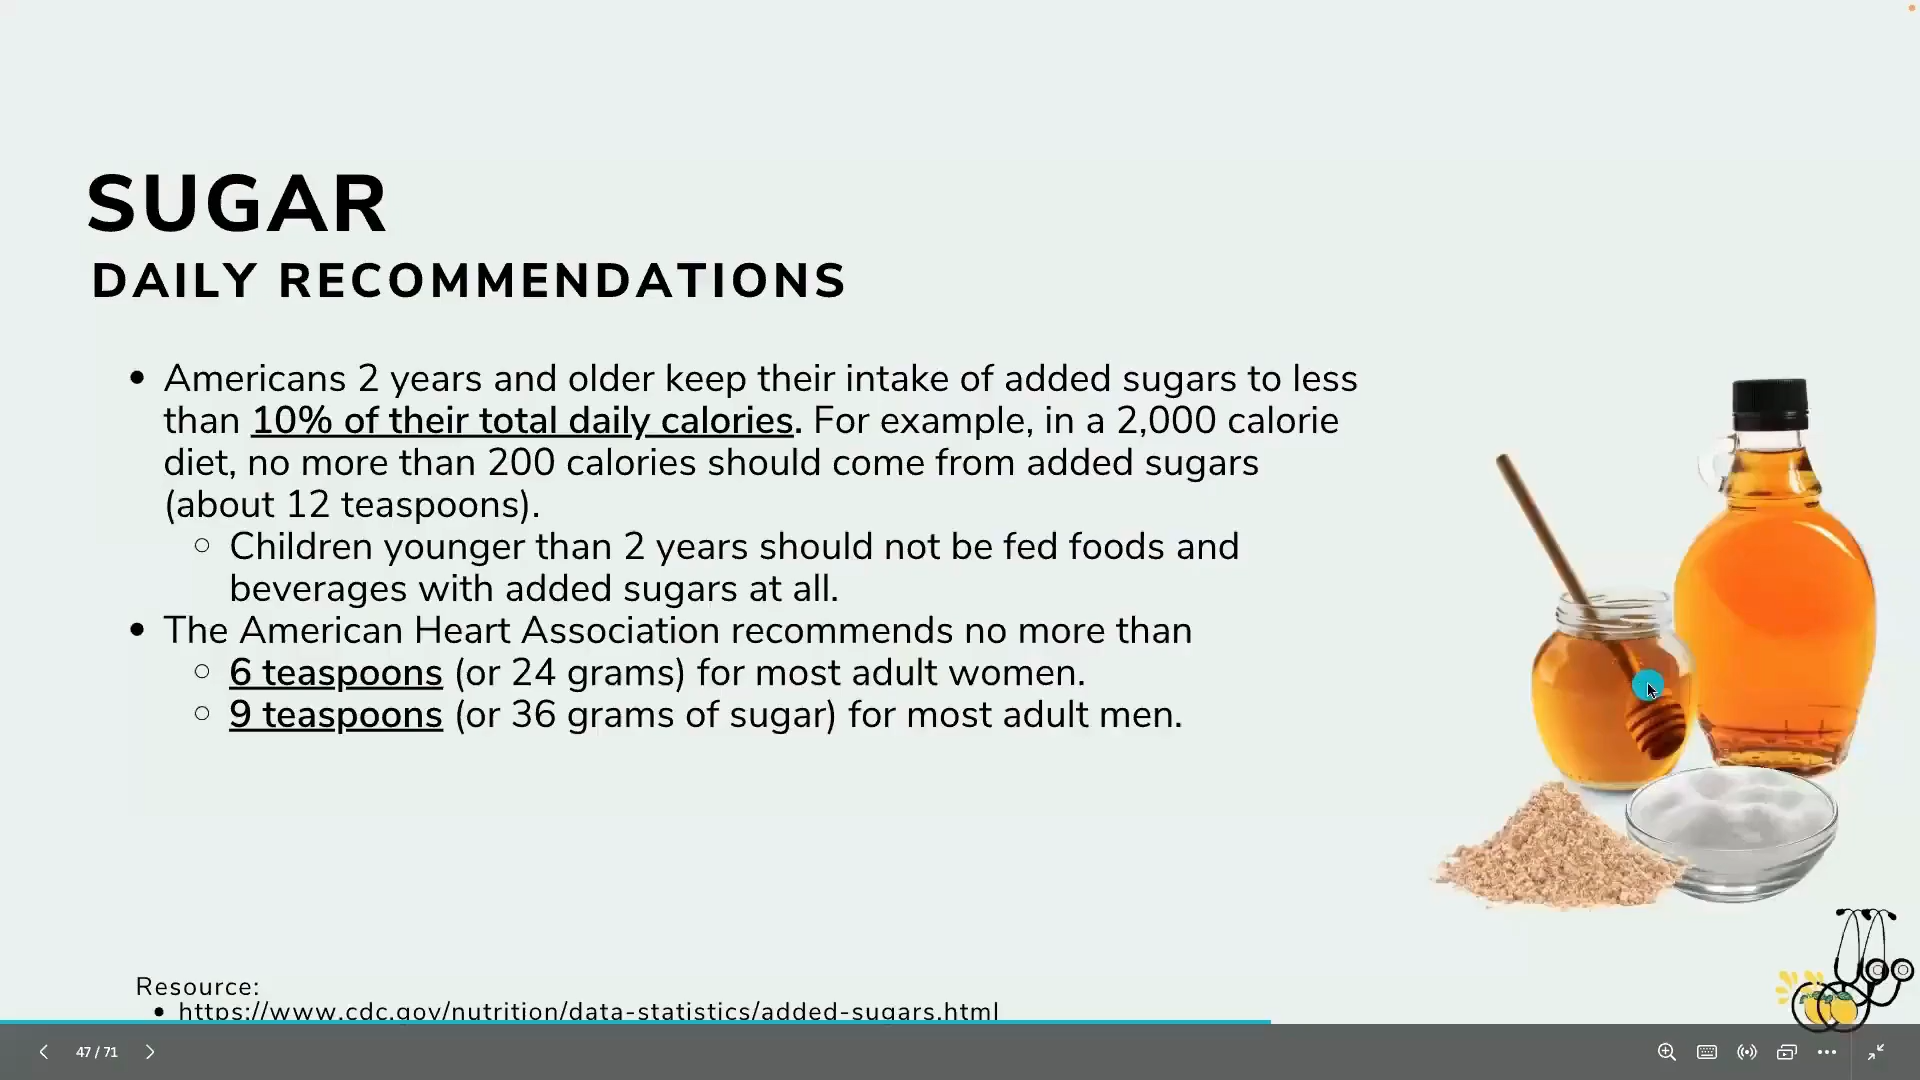 SUGAR
DAILY RECOMMENDATIONS
• Americans 2 years and older keep their intake of added sugars to less
than 10% of their total daily calories. For example, in a 2,000 calorie
diet, no more than 200 calories should come from added sugars
(about 12 teaspoons).
○ Children younger than 2 years should not be fed foods and
beverages with added sugars at all.
• The American Heart Association recommends no more than
○ 6 teaspoons (or 24 grams) for most adult women.
○ 9 teaspoons (or 36 grams of sugar) for most adult men.
Resource:
• https://www.cdc.gov/nutrition/data-statistics/added-sugars.html
47 / 71